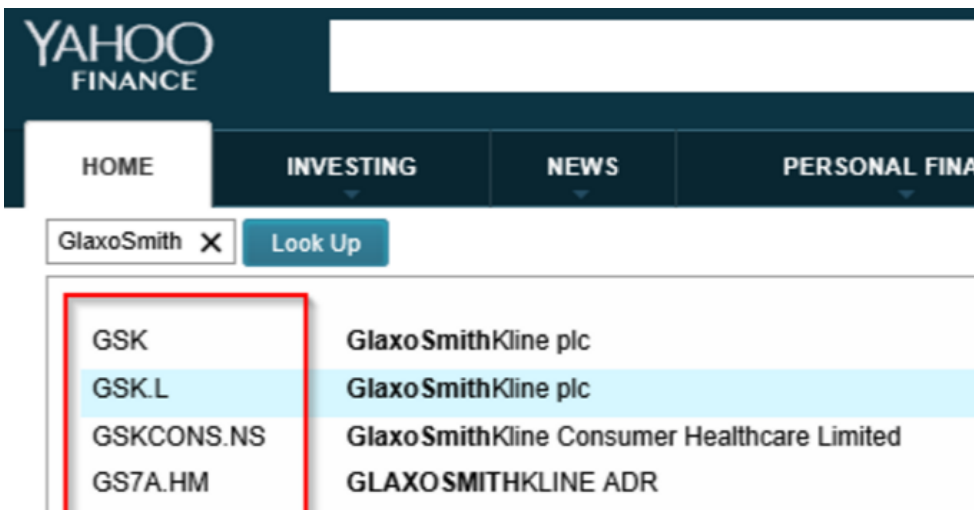 YAHOO
FINANCE
HOME INVESTING NEWS PERSONAL
GlaxoSmith X Look Up
GSK GlaxoSmithKline plc
GSK.L GlaxoSmithKline plc
GSKCONS.NS GlaxoSmithKline Consumer Healthcare Limited
GS7A.HM GLAXOSMITHKLINE ADR